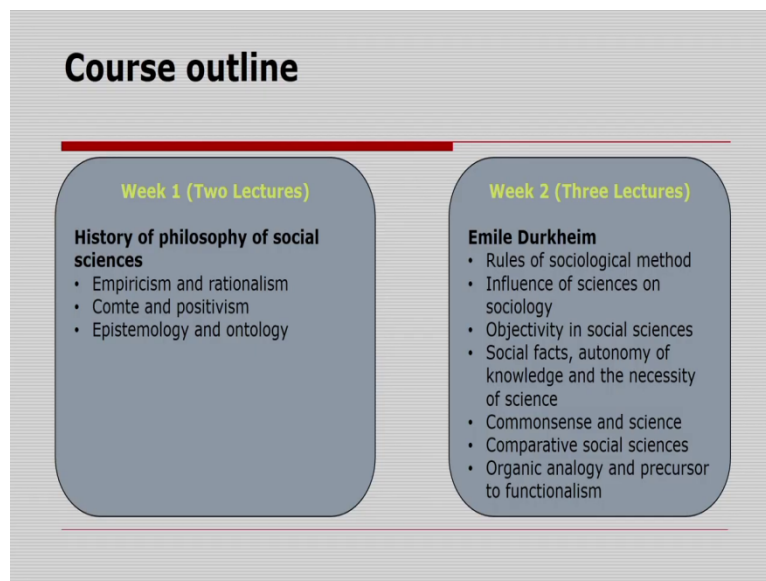 Course outline
Week 1 (Two Lectures)
History of philosophy of social
sciences
• Empiricism and rationalism
• Comte and positivism
• Epistemology and ontology
Week 2 (Three Lectures)
Emile Durkheim
• Rules of sociological method
• Influence of sciences on
sociology
• Objectivity in social sciences
• Social facts, autonomy of
knowledge and the necessity
of science
• Commonsense and science
• Comparative social sciences
• Organic analogy and precursor
to functionalism